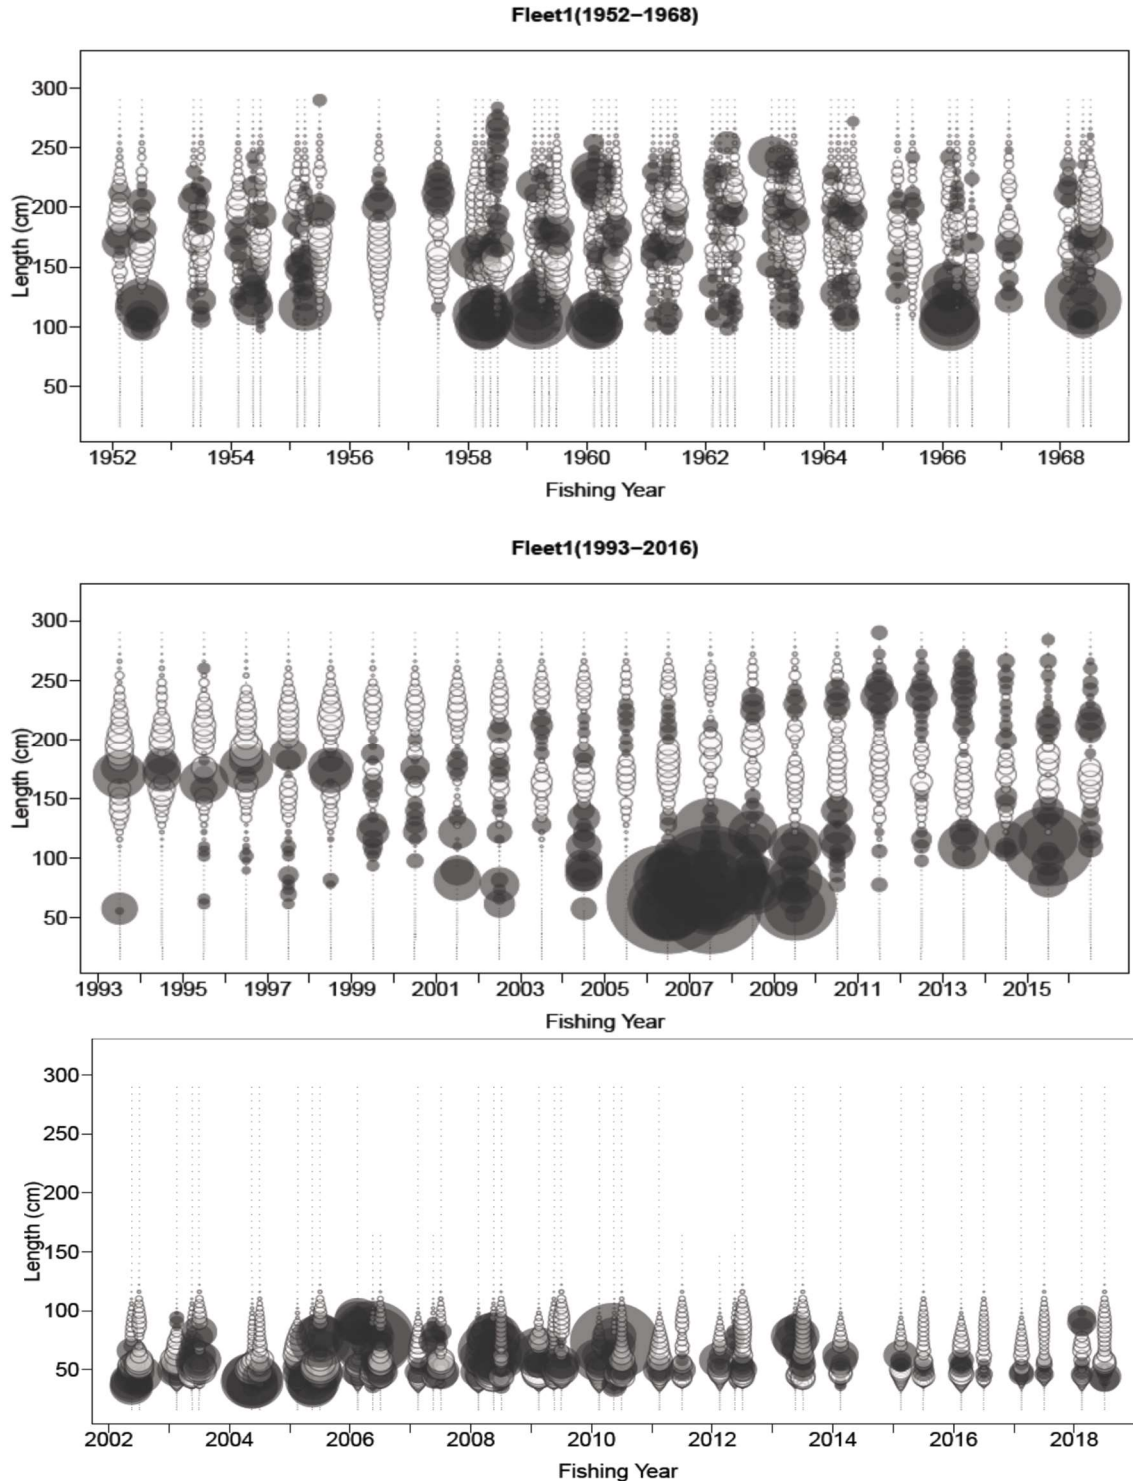 Fleet1(1952−1968)
300
250
200
150
100
50
Length (cm)
1952 1954 1956 1958 1960 1962 1964 1966 1968
Fishing Year
Fleet1(1993−2016)
300
250
200
150
100
50
Length (cm)
1993 1995 1997 1999 2001 2003 2005 2007 2009 2011 2013 2015
Fishing Year
300
250
200
150
100
50
Length (cm)
2002 2004 2006 2008 2010 2012 2014 2016 2018
Fishing Year